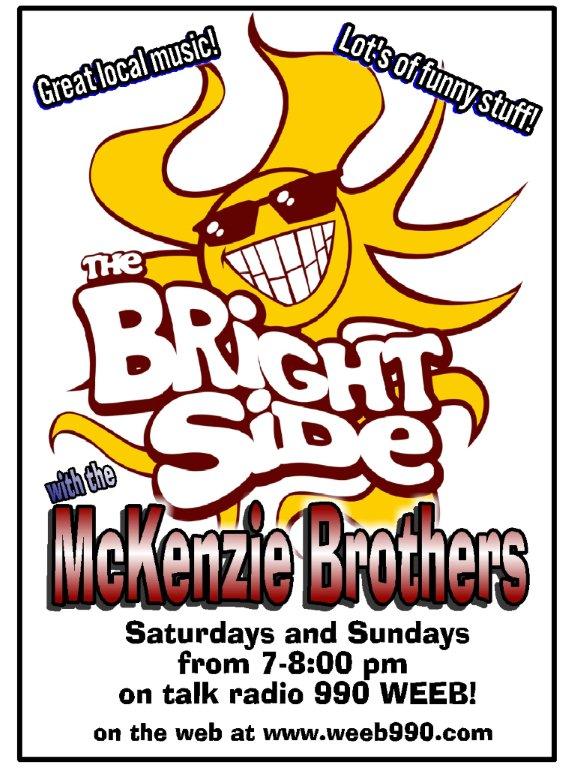 Great local music!
Lot's of funny stuff!
THe
BRiGHT
SiDe
with the
McKenzie Brothers
Saturdays and Sundays
from 7-8:00 pm
on talk radio 990 WEEB!
on the web at www.weeb990.com